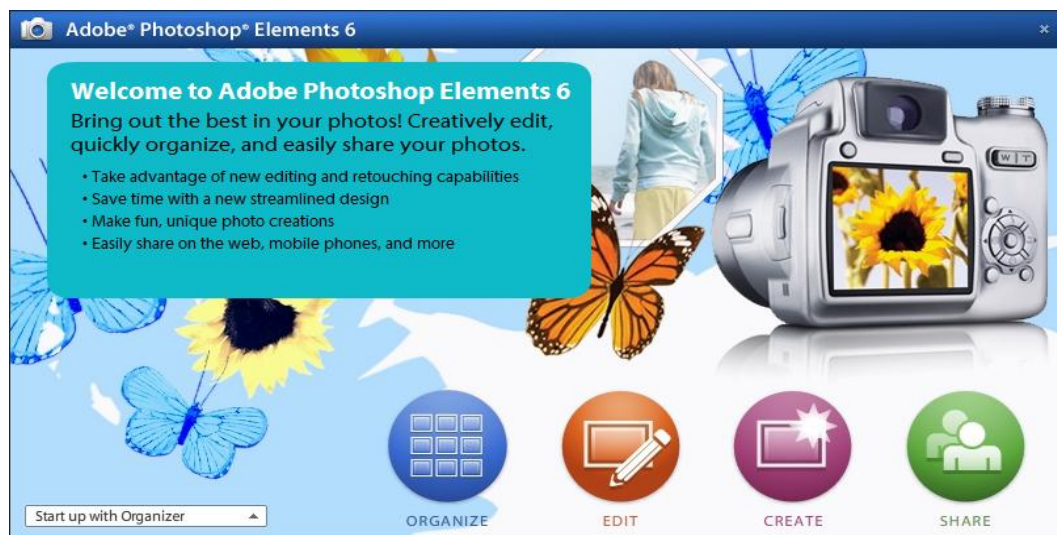 Adobe® Photoshop® Elements 6
Welcome to Adobe Photoshop Elements 6
Bring out the best in your photos! Creatively edit,
quickly organize, and easily share your photos.
• Take advantage of new editing and retouching capabilities
• Save time with a new streamlined design
• Make fun, unique photo creations
• Easily share on the web, mobile phones, and more
W T
Start up with Organizer
ORGANIZE
EDIT
CREATE
SHARE